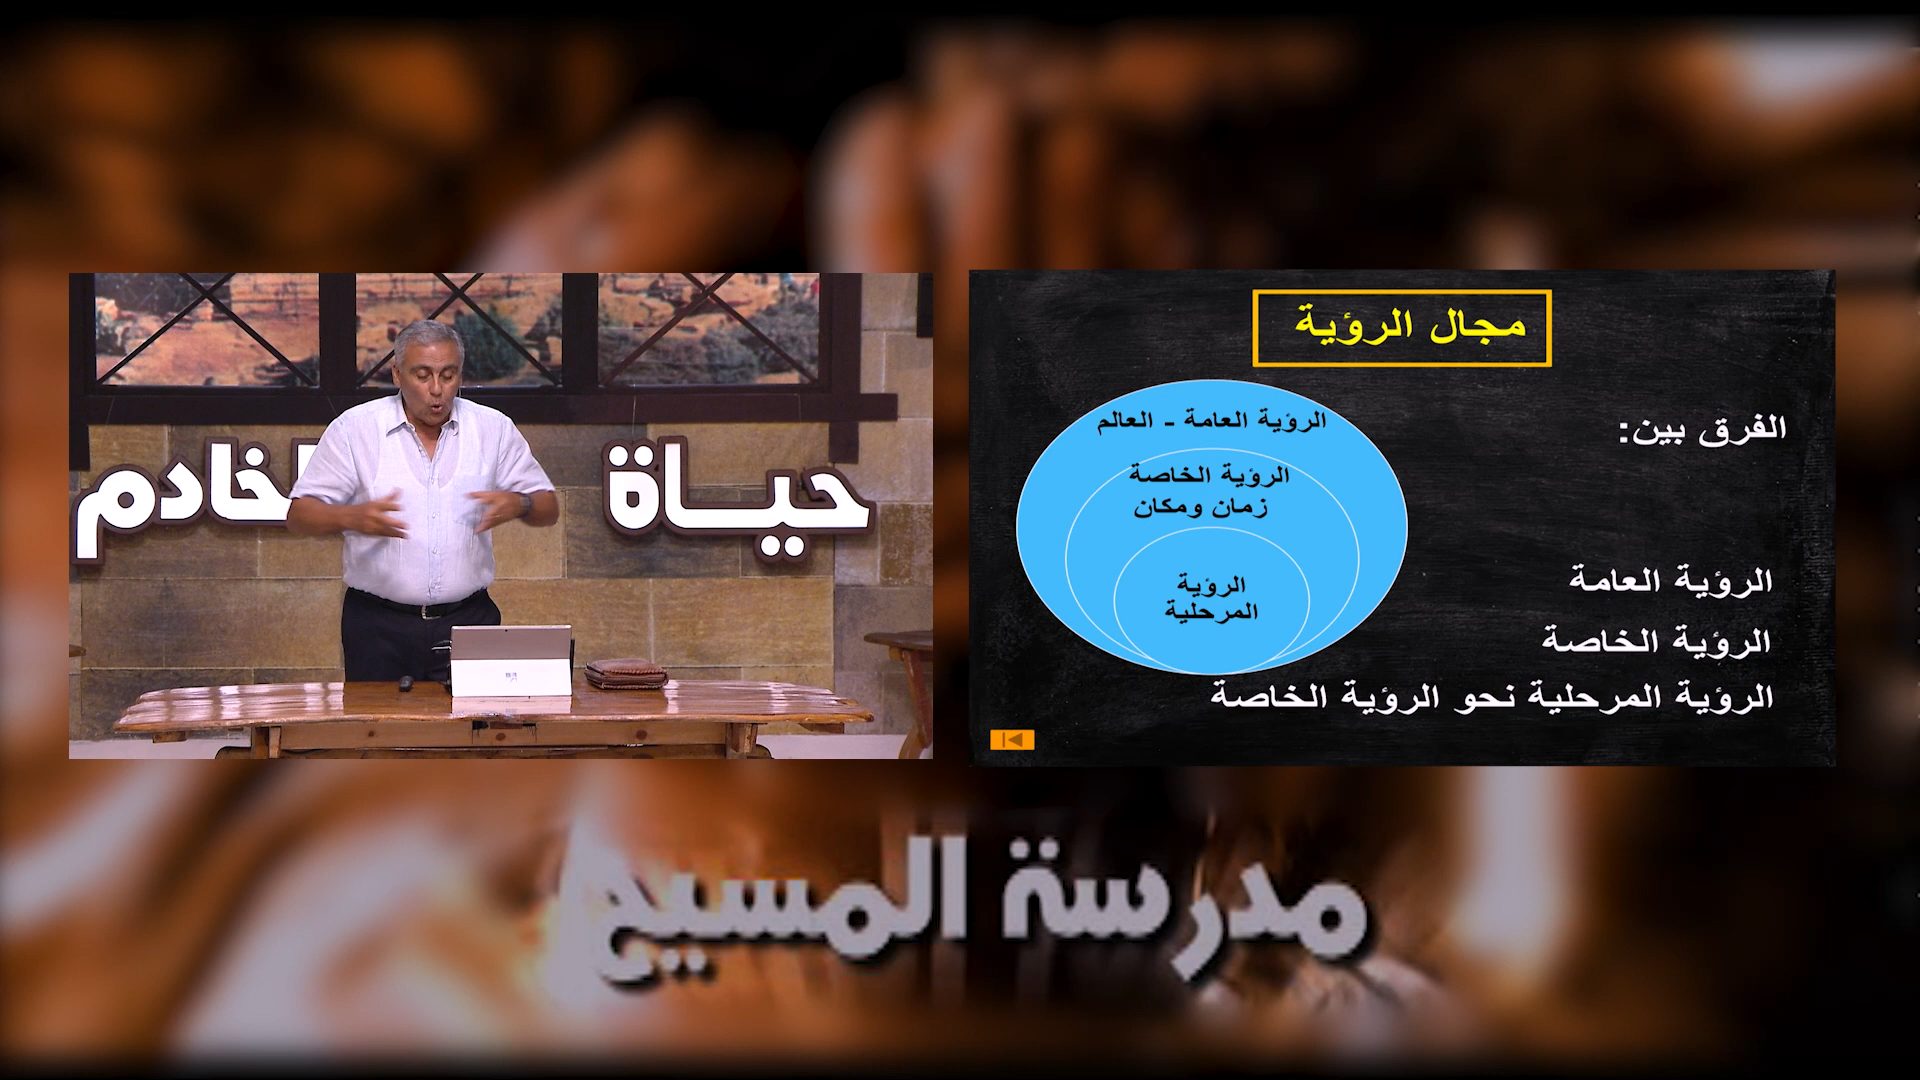 مجال الرؤية
الفرق بين:
الرؤية العامة - العالم
الرؤية الخاصة
زمان ومكان
الرؤية
المرحلية
الرؤية العامة
الرؤية الخاصة
الرؤية المرحلية نحو الرؤية الخاصة
حياة الخادم
مدرسة المسيح